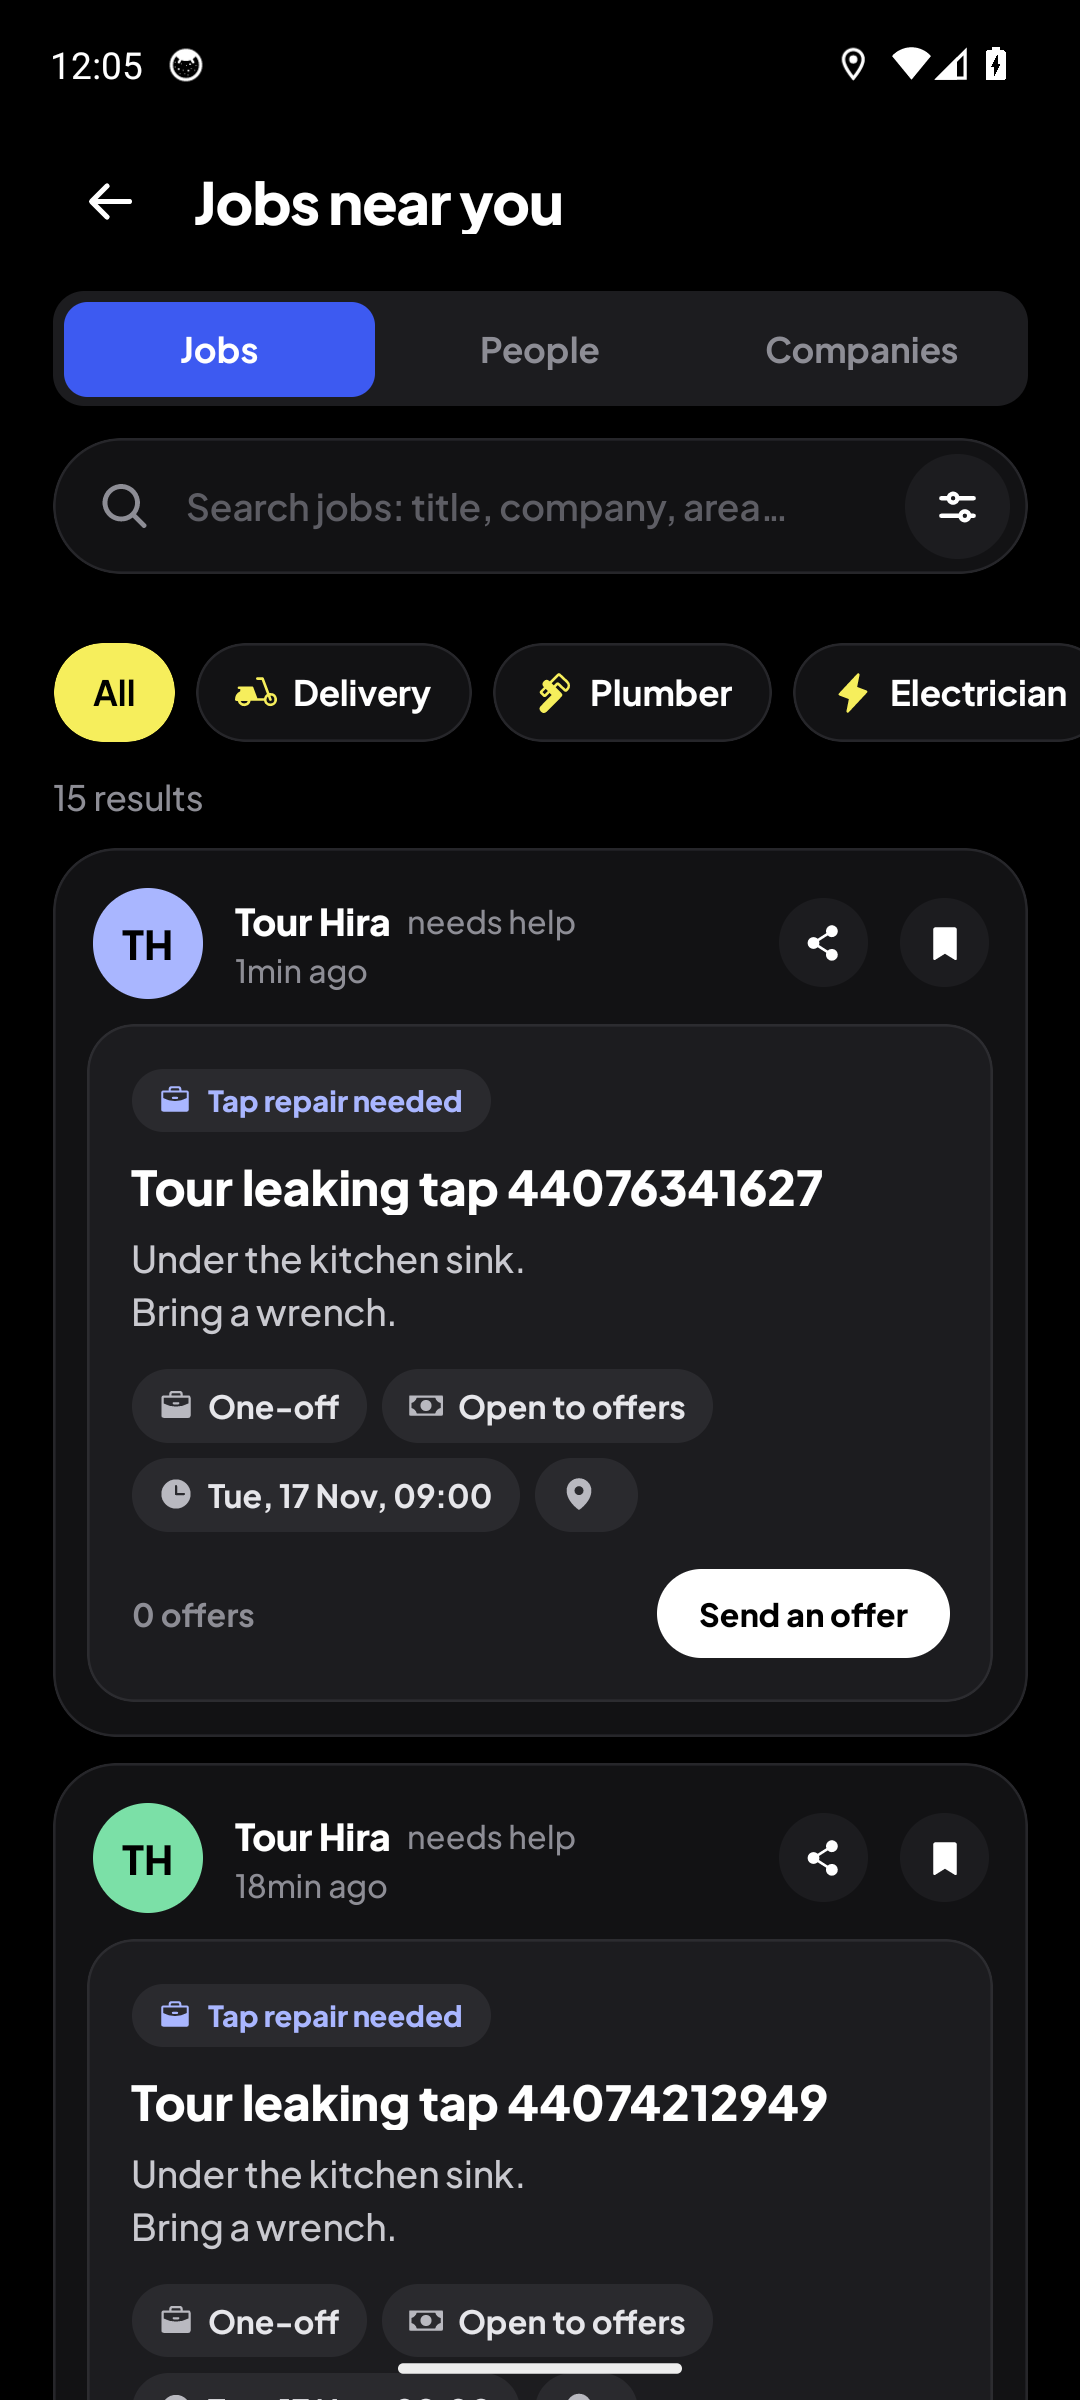 12:05
Jobs near you
Jobs People Companies
Search jobs: title, company, area...
All Delivery Plumber Electrician
15 results
TH Tour Hira needs help
1min ago
Tap repair needed
Tour leaking tap 44076341627
Under the kitchen sink.
Bring a wrench.
One-off Open to offers
Tue, 17 Nov, 09:00
0 offers Send an offer
TH Tour Hira needs help
18min ago
Tap repair needed
Tour leaking tap 44074212949
Under the kitchen sink.
Bring a wrench.
One-off Open to offers